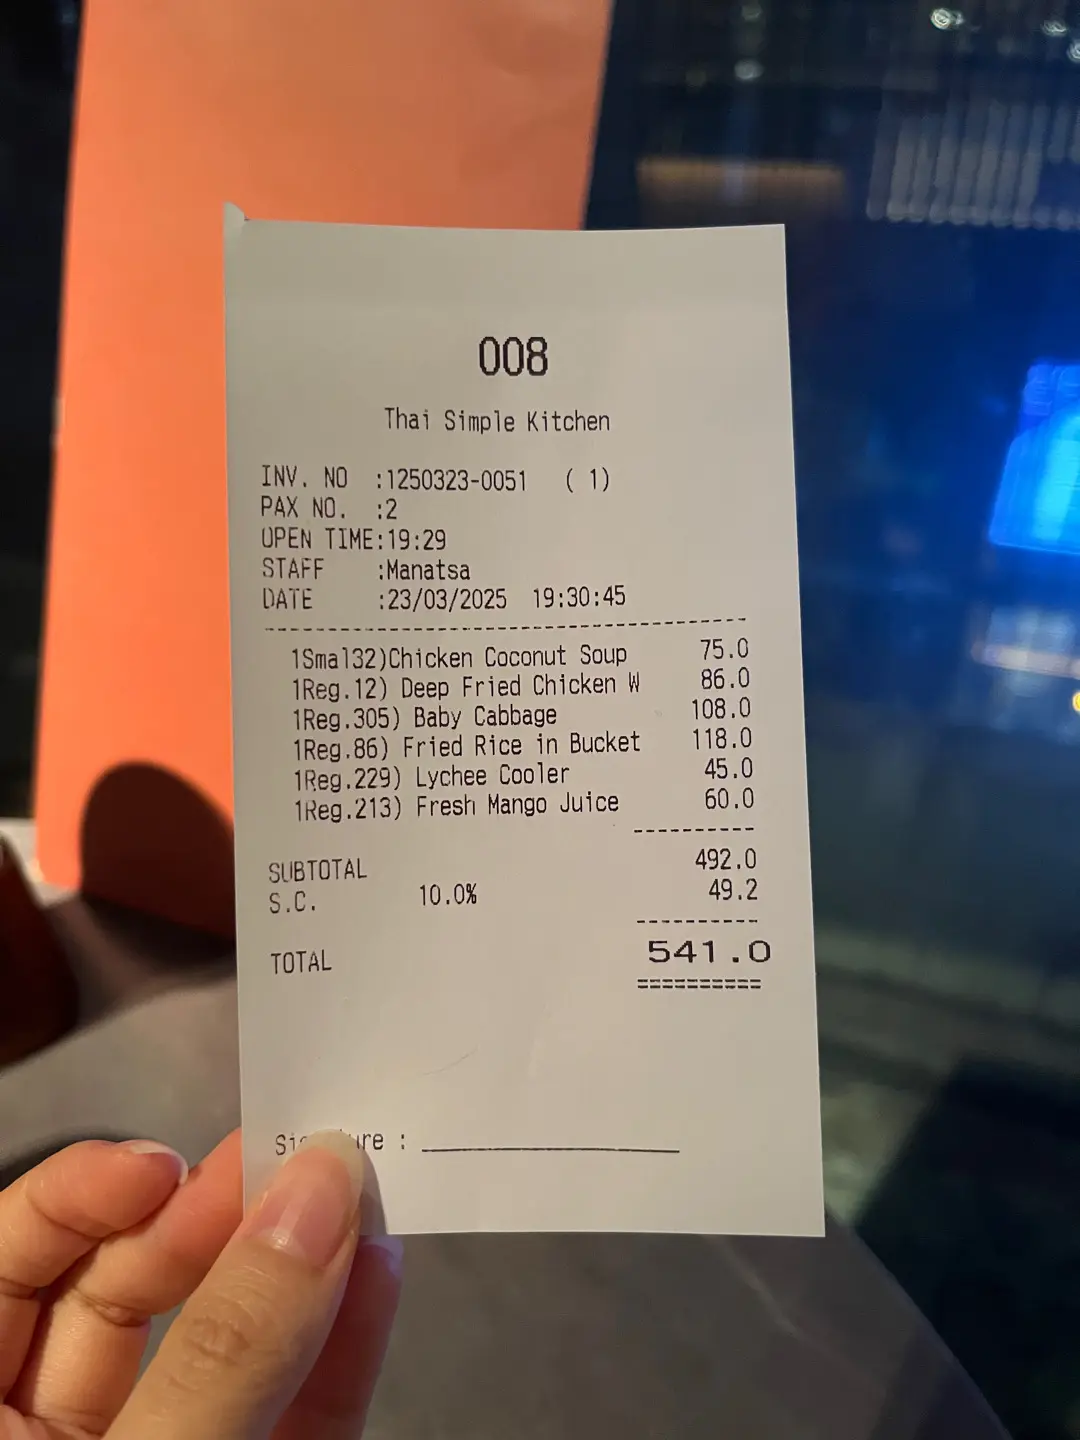 008
Thai Simple Kitchen
INV. NO :1250323-0051 ( 1)
PAX NO. :2
OPEN TIME:19:29
STAFF :Manatsa
DATE :23/03/2025 19:30:45
1Smal32)Chicken Coconut Soup 75.0
1Reg.12) Deep Fried Chicken W 86.0
1Reg.305) Baby Cabbage 108.0
1Reg.86) Fried Rice in Bucket 118.0
1Reg.229) Lychee Cooler 45.0
1Reg.213) Fresh Mango Juice 60.0
SUBTOTAL 492.0
S.C. 10.0% 49.2
TOTAL 541.0
: